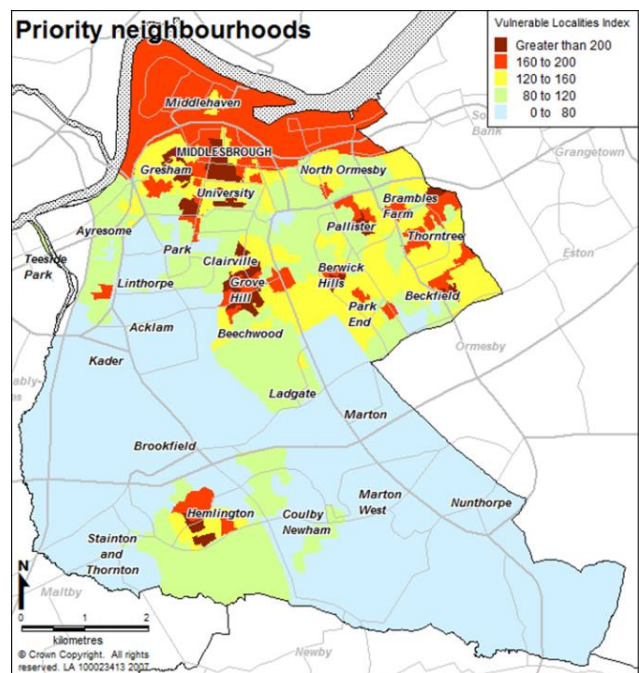 Priority neighbourhoods
Vulnerable Localities Index
Greater than 200
160 to 200
120 to 160
80 to 120
0 to 80
Middlehaven
South
Bank
MIDDLESBROUGH
Grangetown
Gresham
North Ormesby
University
Brambles
Farm
Pallister
Ayresome
Thorntree
Park
Eston
Clairville
Teeside
Park
Berwick
Hills
Linthorpe
Grove
Hill
Beckfield
Park
End
Acklam
Beechwood
Ormesby
Kader
Ladgate
Marton
Brookfield
Marton
West
Nunthorpe
Hemlington
Coulby
Newham
Stainton
and
Thornton
N
Maltby
0 1 2
kilometres
© Crown Copyright. All rights
reserved. LA 100023413 2007
Newby